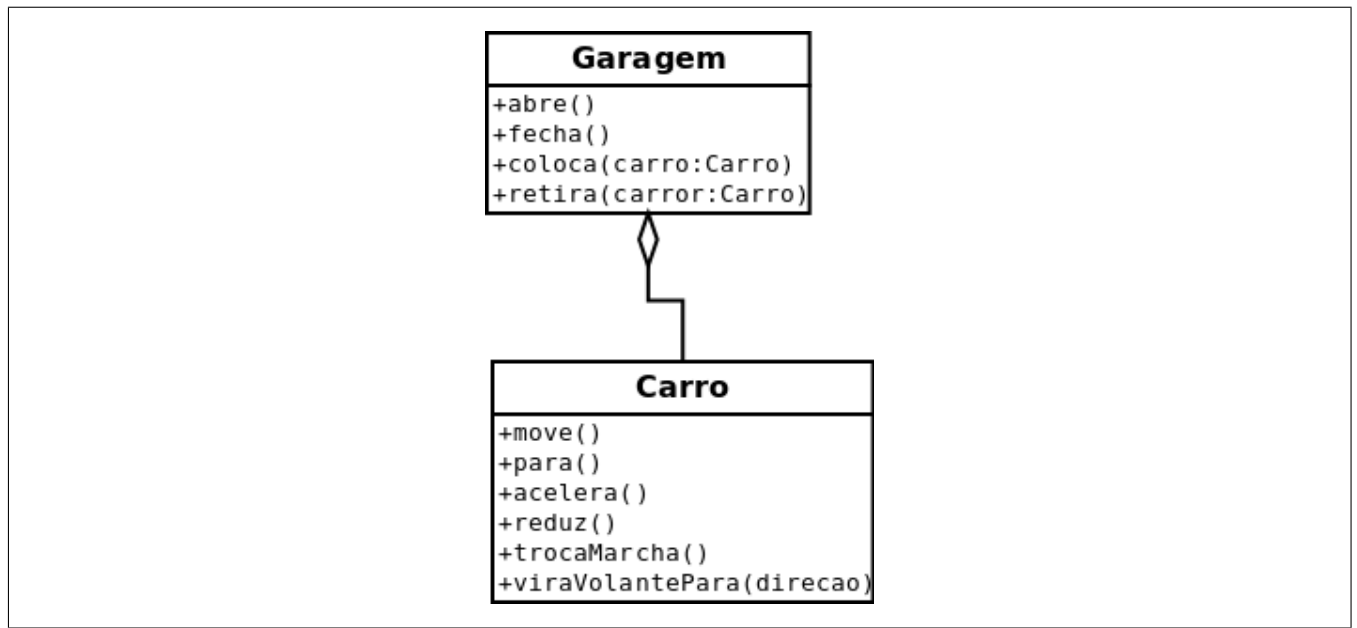 Garagem
+abre()
+fecha()
+coloca(carro:Carro)
+retira(carror:Carro)
Carro
+move()
+para()
+acelera()
+reduz()
+trocaMarcha()
+viraVolantePara(direcao)